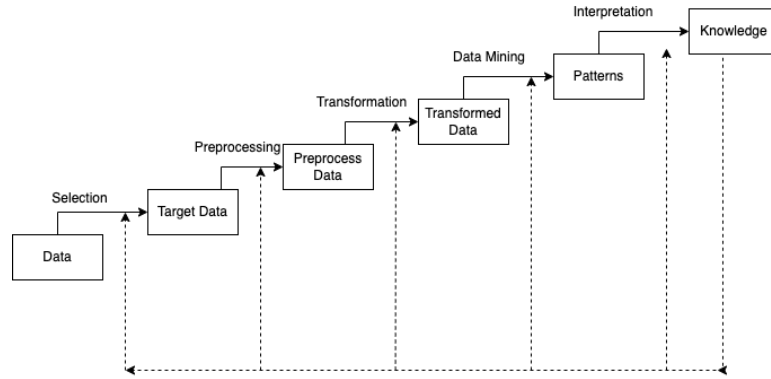 Interpretation
Knowledge
Data Mining
Patterns
Transformation
Transformed
Data
Preprocessing
Preprocess
Data
Selection
Target Data
Data